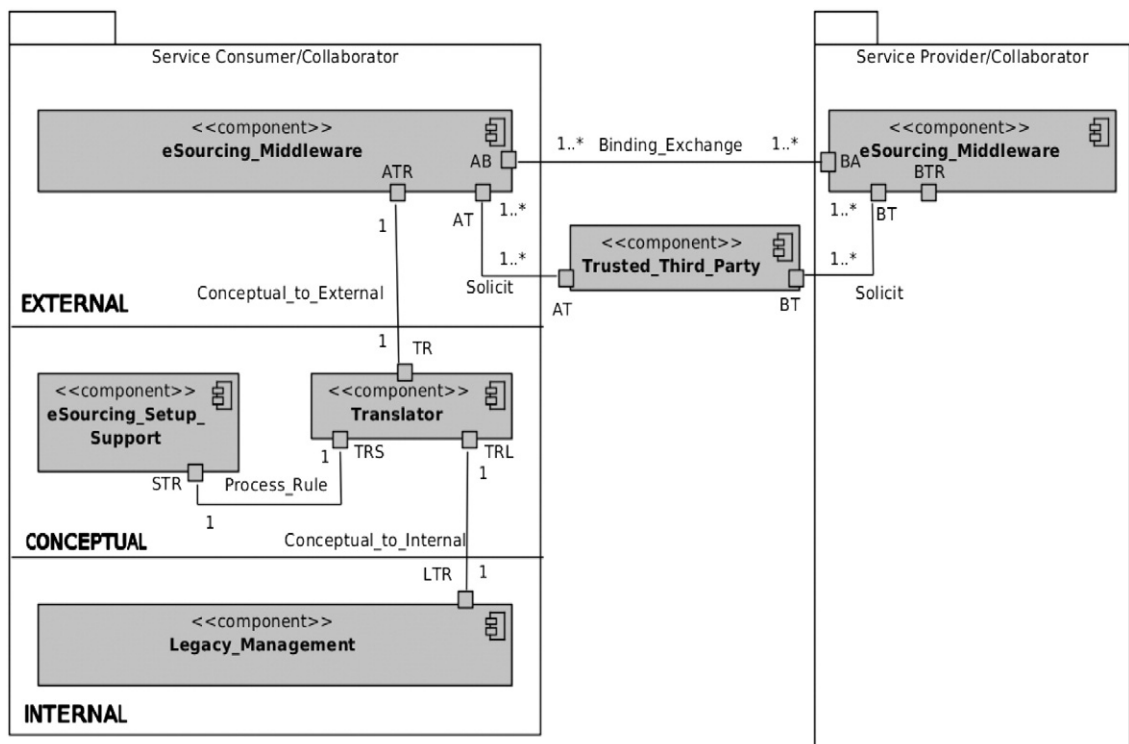 Service Consumer/Collaborator
Service Provider/Collaborator
<<component>>
eSourcing_Middleware
AB
ATR
AT
1..*
Binding_Exchange
1..*
<<component>>
eSourcing_Middleware
BA
BTR
BT
1..*
1..*
1..*
1..*
Solicit
Solicit
<<component>>
Trusted_Third_Party
AT
BT
1
Conceptual_to_External
EXTERNAL
1
TR
<<component>>
eSourcing_Setup_
Support
<<component>>
Translator
STR
Process_Rule
1
1
TRS
TRL
1
CONCEPTUAL
Conceptual_to_Internal
LTR
1
<<component>>
Legacy_Management
INTERNAL